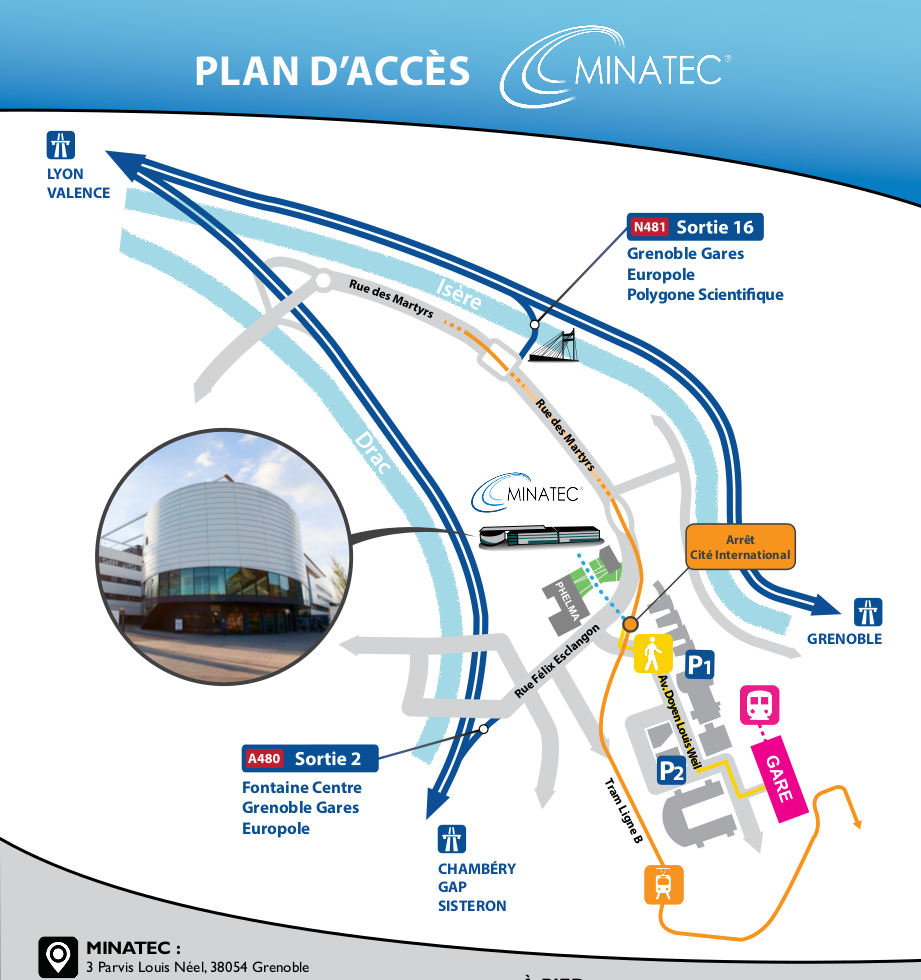 PLAN D'ACCÈS
MINATEC®
LYON
VALENCE
N481 Sortie 16
Grenoble Gares
Europole
Polygone Scientifique
Isère
Rue des Martyrs
Rue des Martyrs
Drac
MINATEC®
Arrêt
Cité International
PHELMA
GRENOBLE
Rue Félix Esclangon
P1
Av. Doyen Louis Weil
GARE
P2
A480 Sortie 2
Fontaine Centre
Grenoble Gares
Europole
Tram Ligne B
CHAMBÉRY
GAP
SISTERON
MINATEC :
3 Parvis Louis Néel, 38054 Grenoble